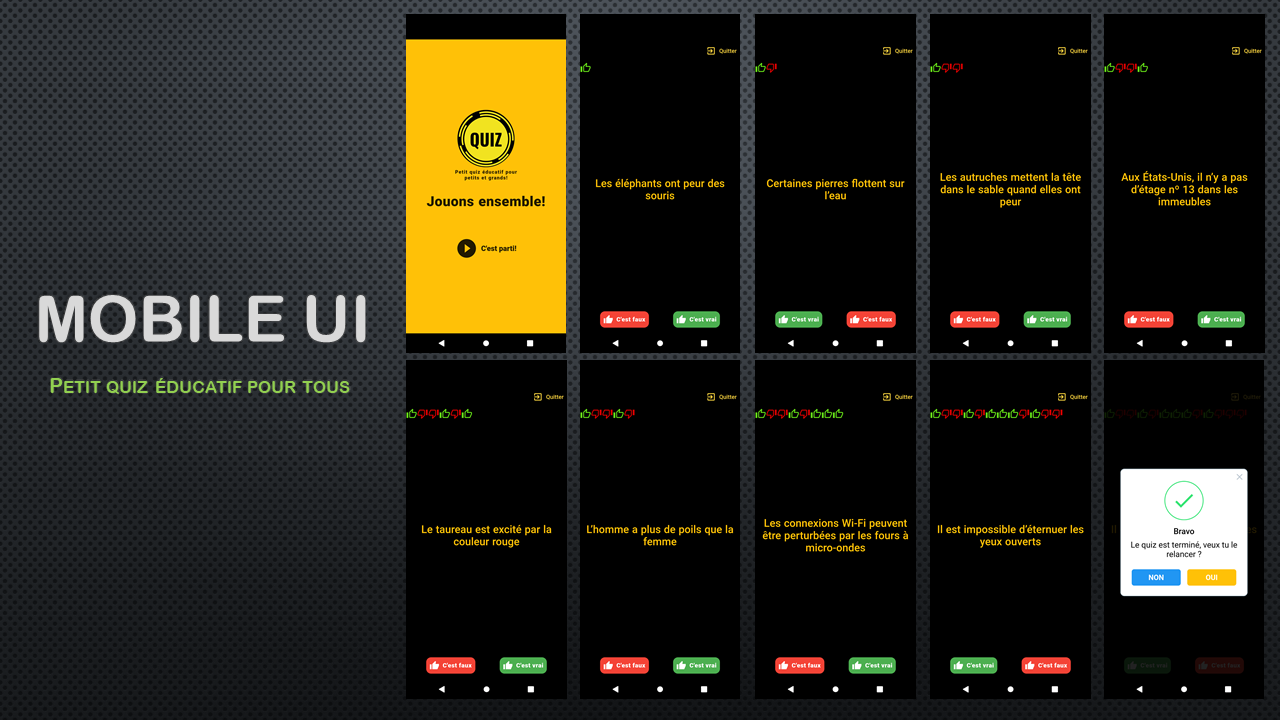 MOBILE UI
PETIT QUIZ ÉDUCATIF POUR TOUS
QUIZ
Petit quiz éducatif pour
petits et grands!
Jouons ensemble!
C'est parti!
Quitter
Les éléphants ont peur des
souris
C'est faux
C'est vrai
Quitter
Certaines pierres flottent sur
l'eau
C'est vrai
C'est faux
Quitter
Les autruches mettent la tête
dans le sable quand elles ont
peur
C'est faux
C'est vrai
Quitter
Aux États-Unis, il n'y a pas
d'étage nº 13 dans les
immeubles
C'est faux
C'est vrai
Quitter
Le taureau est excité par la
couleur rouge
C'est faux
C'est vrai
Quitter
L'homme a plus de poils que la
femme
C'est faux
C'est vrai
Quitter
Les connexions Wi-Fi peuvent
être perturbées par les fours à
micro-ondes
C'est faux
C'est vrai
Quitter
Il est impossible d'éternuer les
yeux ouverts
C'est vrai
C'est faux
Quitter
Bravo
Le quiz est terminé, veux tu le
relancer ?
NON
OUI
C'est vrai
C'est faux